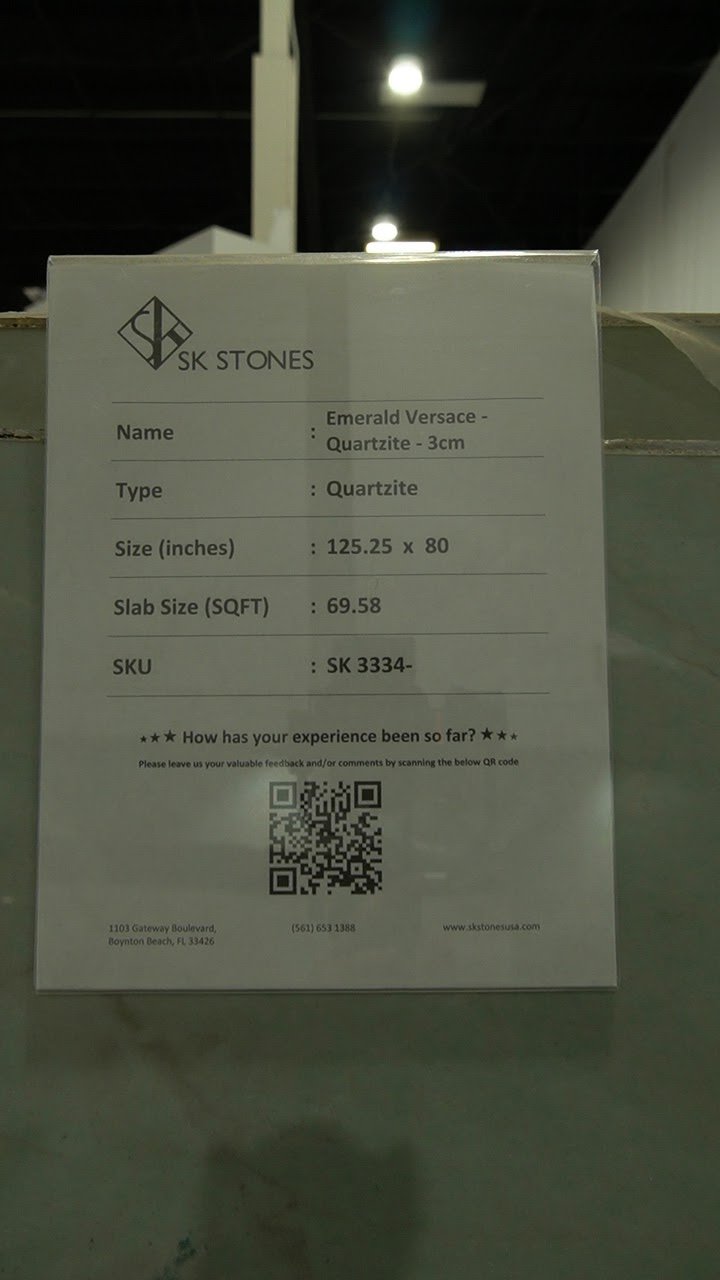 SK
SK STONES
Name : Emerald Versace -
Quartzite - 3cm
Type : Quartzite
Size (inches) : 125.25 x 80
Slab Size (SQFT) : 69.58
SKU : SK 3334-
★★★ How has your experience been so far? ★★★
Please leave us your valuable feedback and/or comments by scanning the below QR code
1103 Gateway Boulevard, (561) 653 1388 www.skstonesusa.com
Boynton Beach, FL 33426